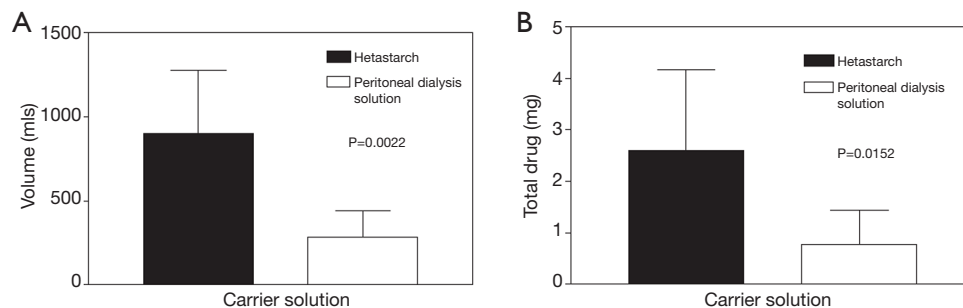 A
Volume (mls)
1500
1000
500
0
Hetastarch
Peritoneal dialysis
solution
P=0.0022
Carrier solution
B
Total drug (mg)
5
4
3
2
1
0
Hetastarch
Peritoneal dialysis
solution
P=0.0152
Carrier solution